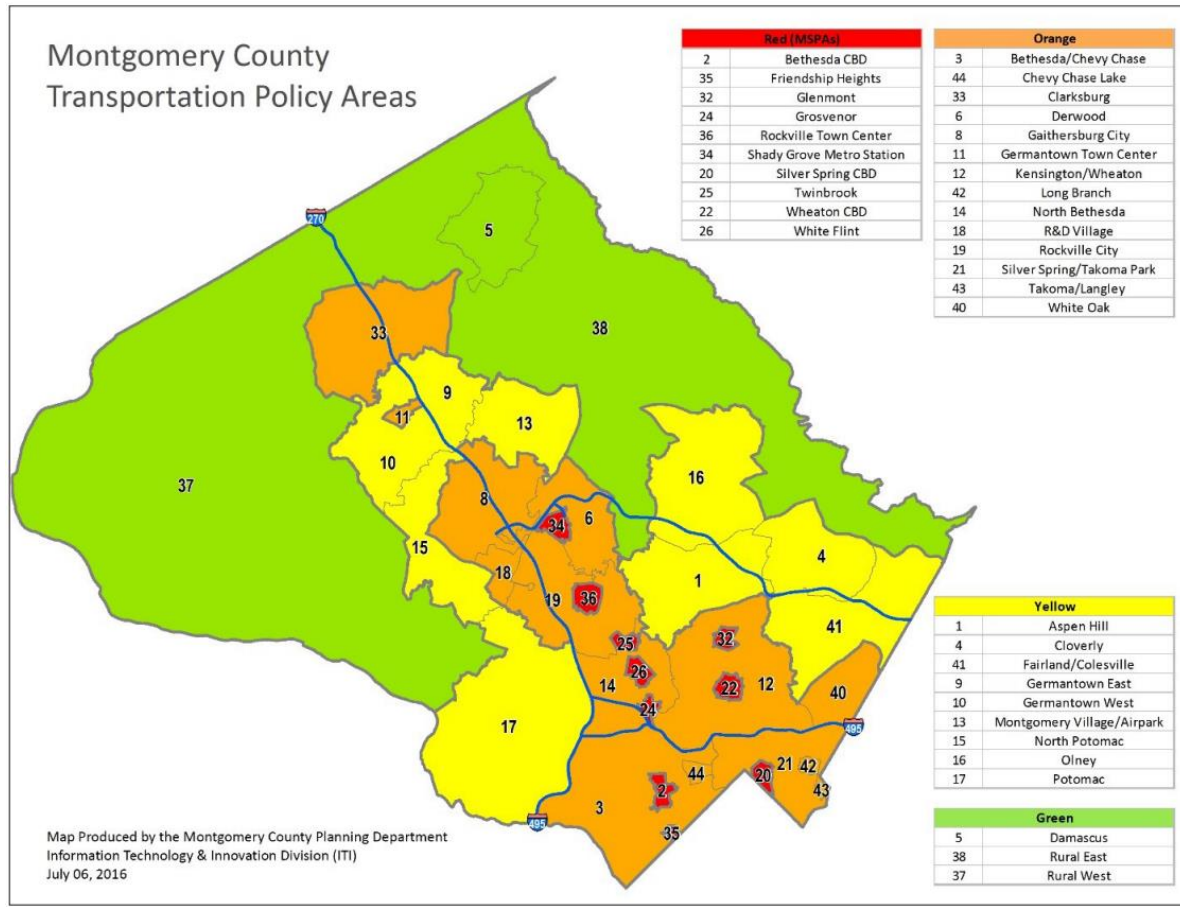 Montgomery County
Transportation Policy Areas
Red (MSPAs)
2 Bethesda CBD
35 Friendship Heights
32 Glenmont
24 Grosvenor
36 Rockville Town Center
34 Shady Grove Metro Station
20 Silver Spring CBD
25 Twinbrook
22 Wheaton CBD
26 White Flint
Orange
3 Bethesda/Chevy Chase
44 Chevy Chase Lake
33 Clarksburg
6 Derwood
8 Gaithersburg City
11 Germantown Town Center
12 Kensington/Wheaton
42 Long Branch
14 North Bethesda
18 R&D Village
19 Rockville City
21 Silver Spring/Takoma Park
43 Takoma/Langley
40 White Oak
270
5
38
33
9
11
13
10
37
16
8
34
6
15
4
18
1
19
36
41
25
32
26
14
22
12
40
24
17
495
44
21
42
20
2
43
3
35
495
Yellow
1 Aspen Hill
4 Cloverly
41 Fairland/Colesville
9 Germantown East
10 Germantown West
13 Montgomery Village/Airpark
15 North Potomac
16 Olney
17 Potomac
Green
5 Damascus
38 Rural East
37 Rural West
Map Produced by the Montgomery County Planning Department
Information Technology & Innovation Division (ITI)
July 06, 2016